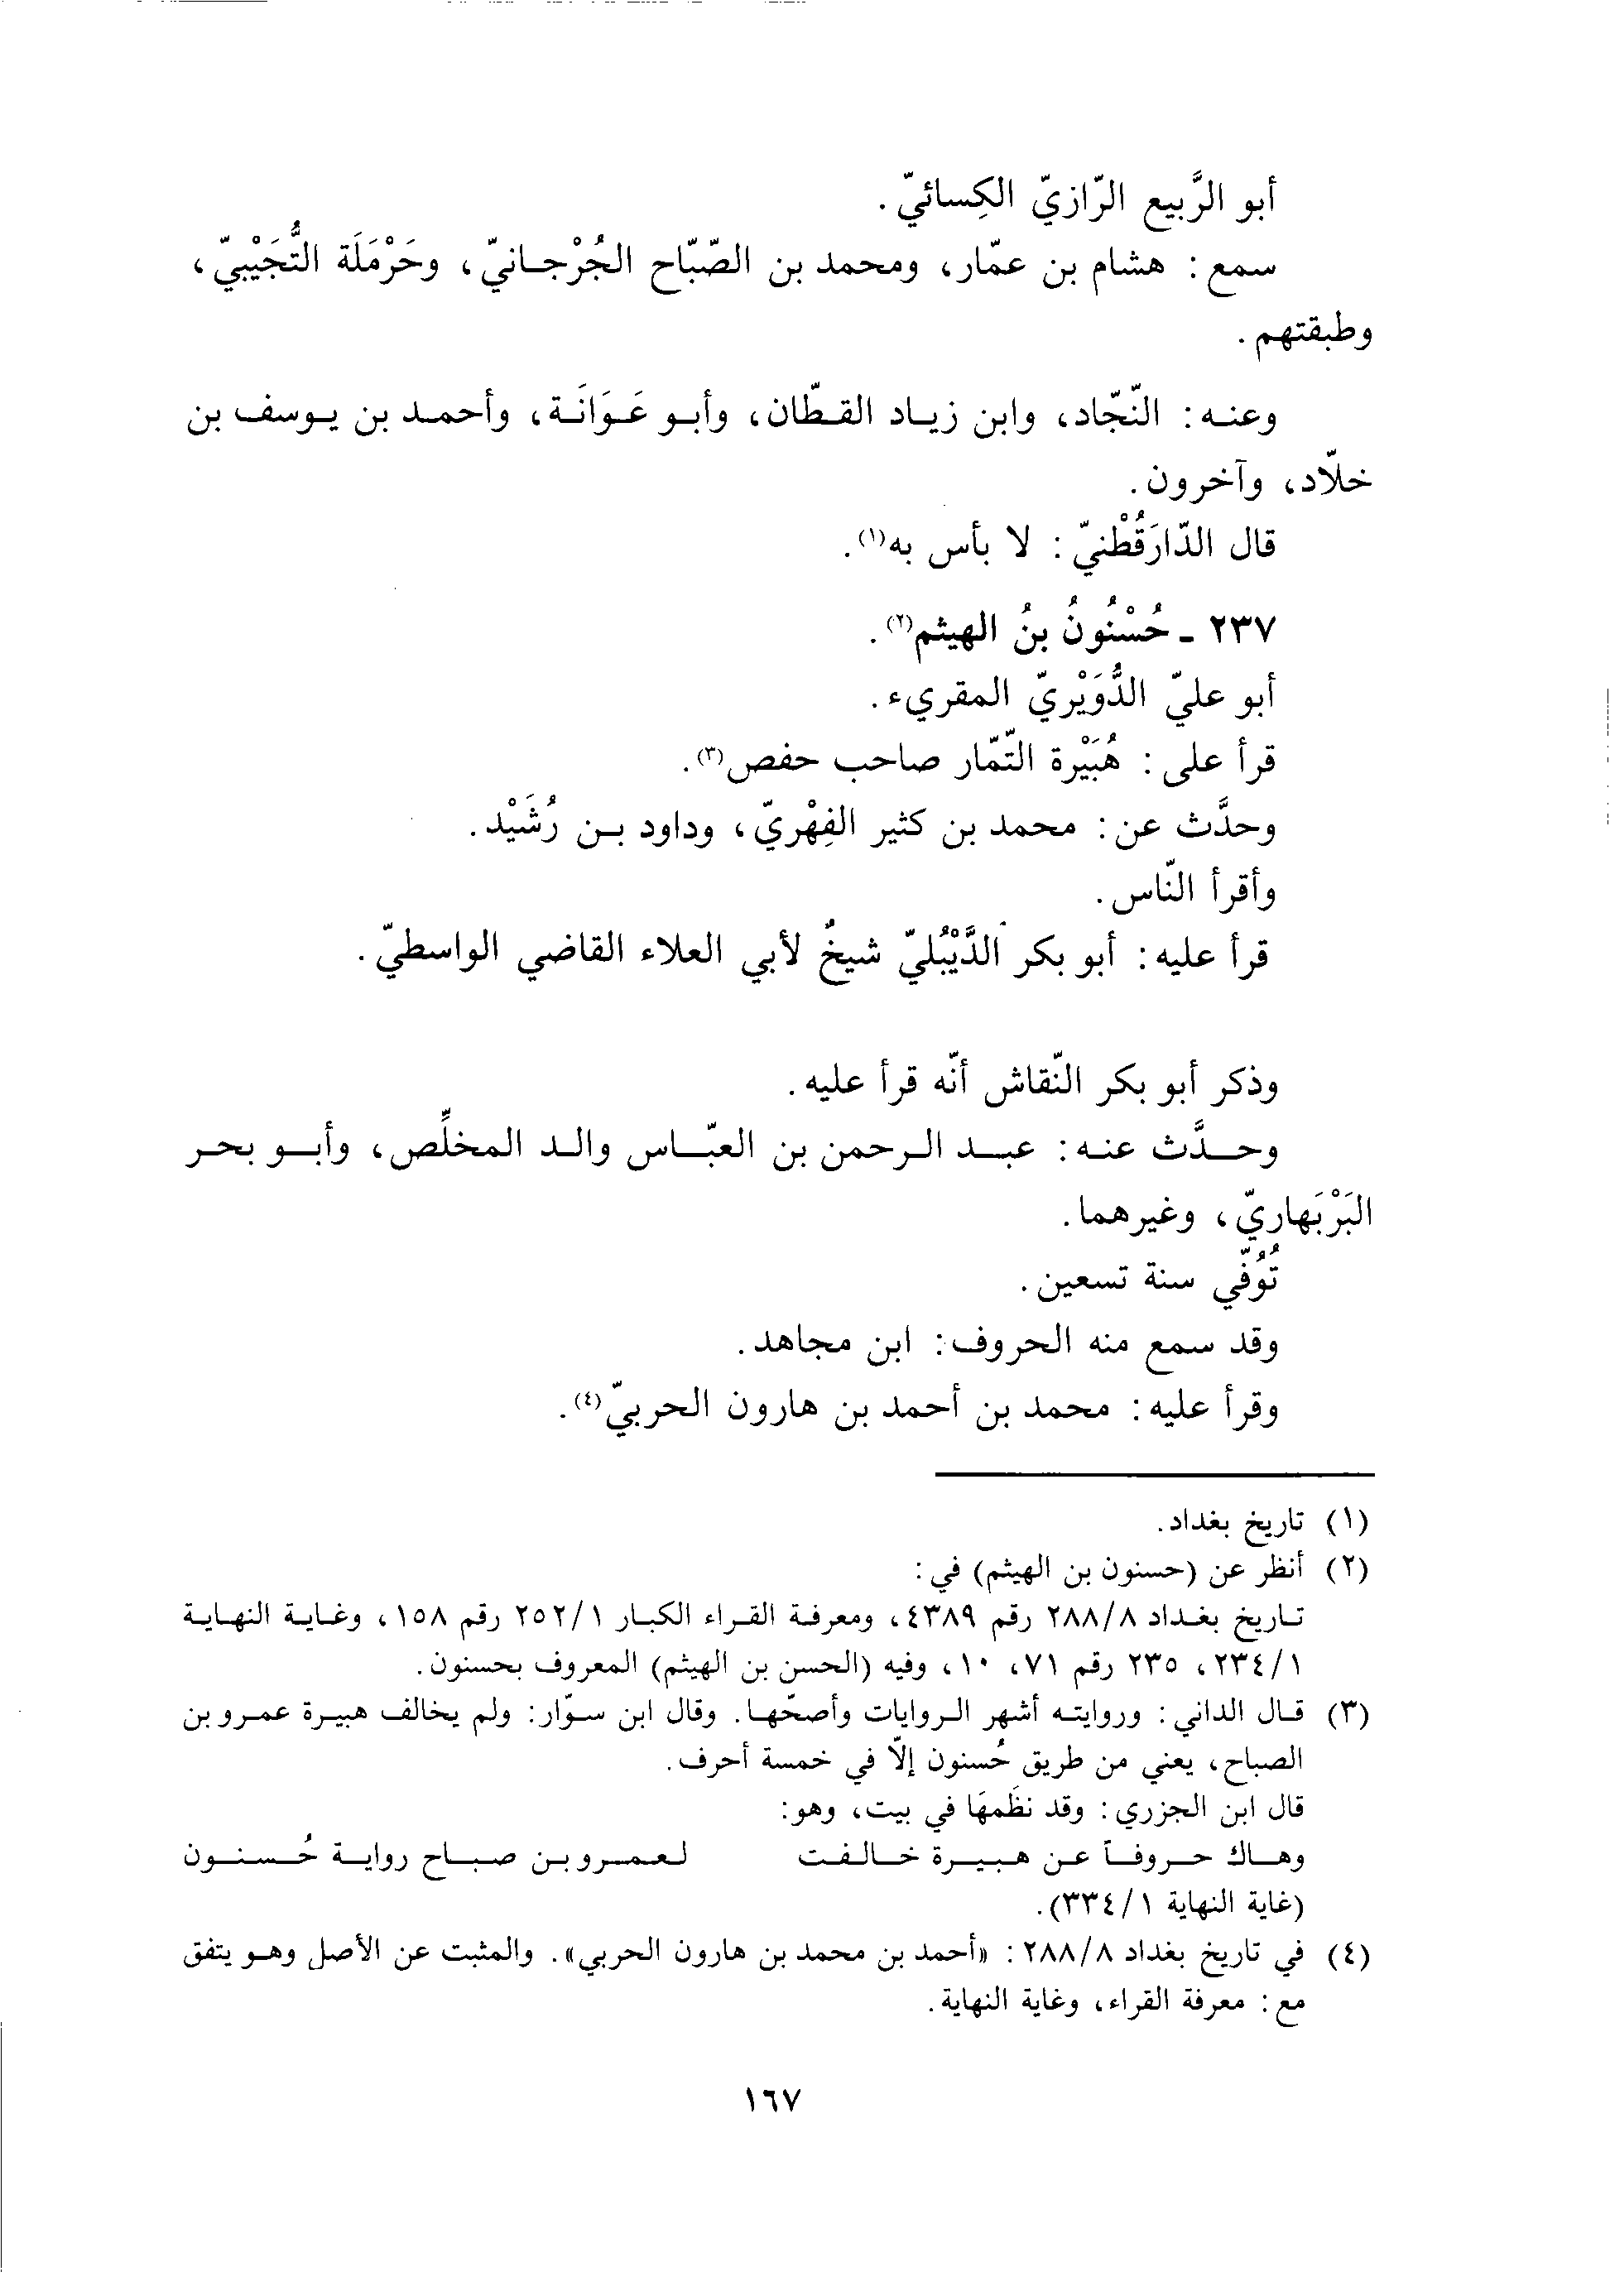 أبو الرَّبيع الرّازيّ الكِسائيّ.
سمع: هشام بن عمّار، ومحمد بن الصّبّاح الجُرْجانيّ، وحَرْمَلَة التُّجَيْبيّ،
وطبقتهم.
وعنه: النّجّاد، وابن زياد القطّان، وأبو عَوَانَة، وأحمد بن يوسف بن
خلّاد، وآخرون.
قال الدّارَقُطْنيّ: لا بأس به(١).
٢٣٧ - حُسْنُونُ بنُ الهيثم(٢).
أبو عليّ الدُّوَيْريّ المقريء.
قرأ على: هُبَيْرة التّمّار صاحب حفص(٣).
وحدَّث عن: محمد بن كثير الفِهْريّ، وداود بن رُشَيْد.
وأقرأ النّاس.
قرأ عليه: أبو بكر الدَّيْبُليّ شيخٌ لأبي العلاء القاضي الواسطيّ.
وذكر أبو بكر النّقاش أنّه قرأ عليه.
وحدَّث عنه: عبد الرحمن بن العبّاس والد المخلِّص، وأبو بحر
البَرْبَهاريّ، وغيرهما.
تُوُفّي سنة تسعين.
وقد سمع منه الحروف: ابن مجاهد.
وقرأ عليه: محمد بن أحمد بن هارون الحربيّ(٤).
(١) تاريخ بغداد.
(٢) أنظر عن (حسنون بن الهيثم) في:
تاريخ بغداد ٢٨٨/٨ رقم ٤٣٨٩، ومعرفة القراء الكبار ٢٥٢/١ رقم ١٥٨، وغاية النهاية
٢٣٤/١، ٢٣٥ رقم ٧١، ١٠، وفيه (الحسن بن الهيثم) المعروف بحسنون.
(٣) قال الداني: وروايته أشهر الروايات وأصحّها. وقال ابن سوّار: ولم يخالف هبيرة عمرو بن
الصباح، يعني من طريق حُسنون إلّا في خمسة أحرف.
قال ابن الجزري: وقد نظَمهَا في بيت، وهو:
وهاك حروفاً عن هبيرة خالفت لعمرو بن صباح رواية حُسنون
(غاية النهاية ٣٣٤/١).
(٤) في تاريخ بغداد ٢٨٨/٨: «أحمد بن محمد بن هارون الحربي». والمثبت عن الأصل وهو يتفق
مع: معرفة القراء، وغاية النهاية.
١٦٧